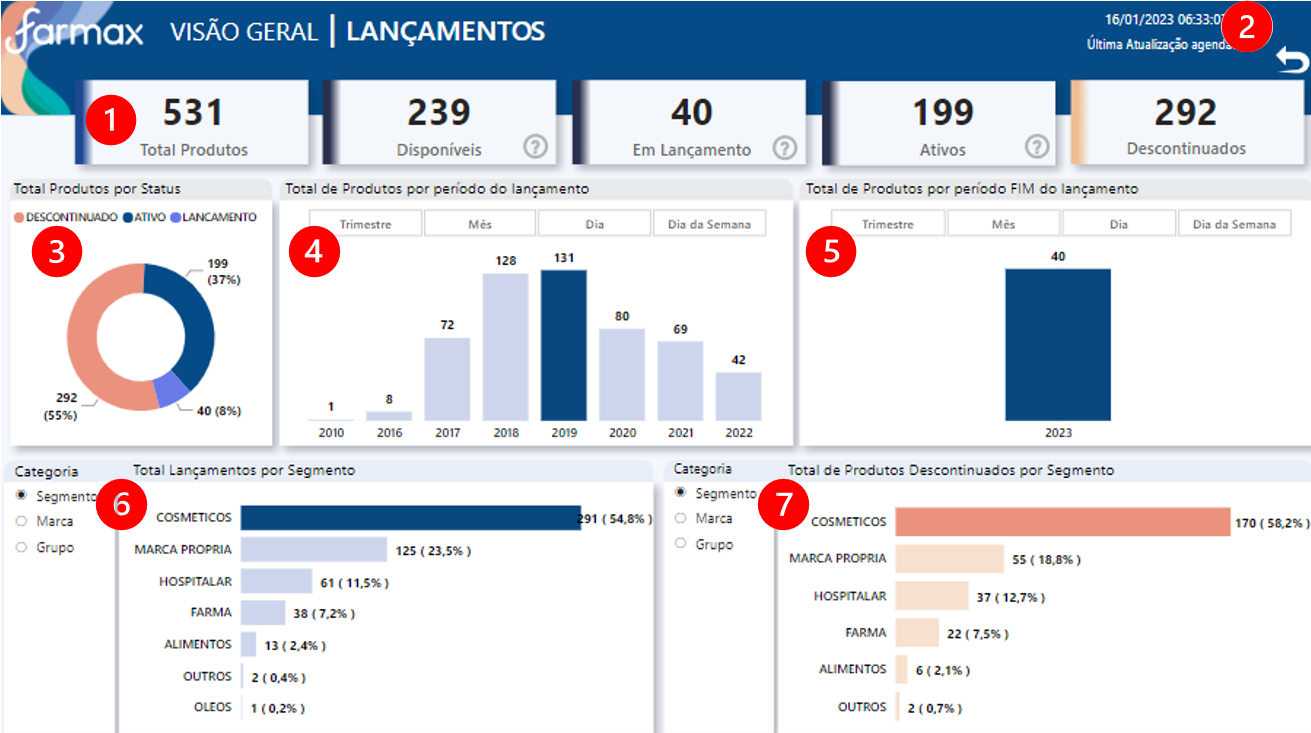 farmax
VISÃO GERAL | LANÇAMENTOS
16/01/2023 06:33:0
2
Última Atualização agend
1
531
Total Produtos
239
Disponíveis
?
40
Em Lançamento
?
199
Ativos
?
292
Descontinuados
Total Produtos por Status
DESCONTINUADO ATIVO LANCAMENTO
3
199
(37%)
292
(55%)
40 (8%)
Total de Produtos por período do lançamento
Trimestre Mês Dia Dia da Semana
4
1 8 72 128 131 80 69 42
2010 2016 2017 2018 2019 2020 2021 2022
Total de Produtos por período FIM do lançamento
Trimestre Mês Dia Dia da Semana
5
40
2023
Categoria
Segmento
Marca
Grupo
Total Lançamentos por Segmento
6
COSMETICOS 291 ( 54,8% )
MARCA PROPRIA 125 ( 23,5% )
HOSPITALAR 61 ( 11,5% )
FARMA 38 ( 7,2% )
ALIMENTOS 13 ( 2,4% )
OUTROS 2 ( 0,4% )
OLEOS 1 ( 0,2% )
Categoria
Segmento
Marca
Grupo
Total de Produtos Descontinuados por Segmento
7
COSMETICOS 170 ( 58,2% )
MARCA PROPRIA 55 ( 18,8% )
HOSPITALAR 37 ( 12,7% )
FARMA 22 ( 7,5% )
ALIMENTOS 6 ( 2,1% )
OUTROS 2 ( 0,7% )